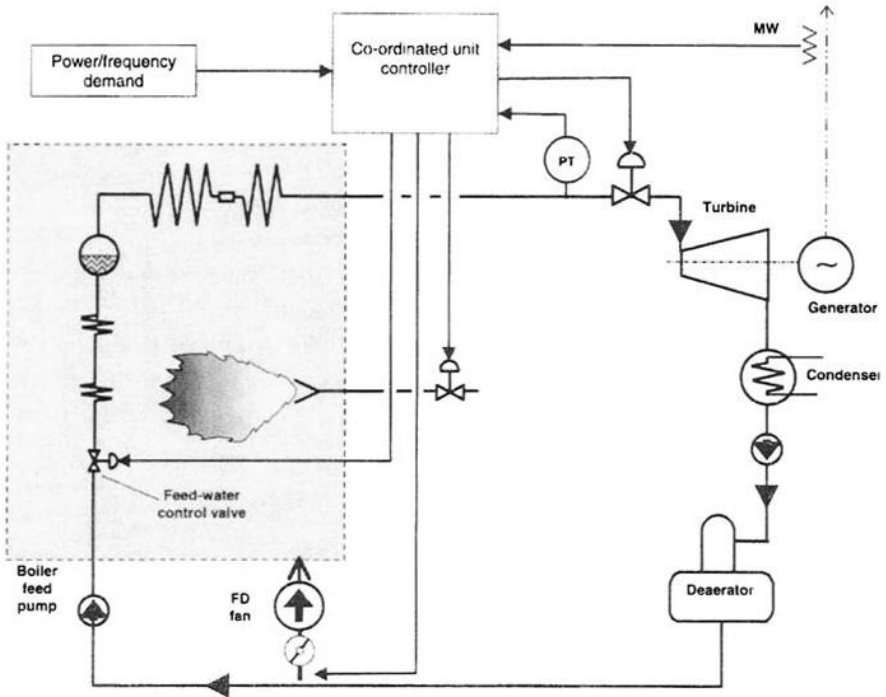 Power/frequency
demand
Co-ordinated unit
controller
MW
PT
Turbine
~
Generator
Condenser
Feed-water
control valve
Boiler
feed
pump
FD
fan
Deaerator